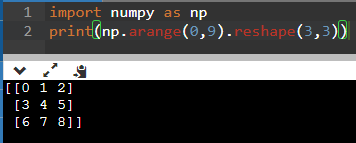 1 import numpy as np
2 print(np.arange(0,9).reshape(3,3))
[[0 1 2]
 [3 4 5]
 [6 7 8]]